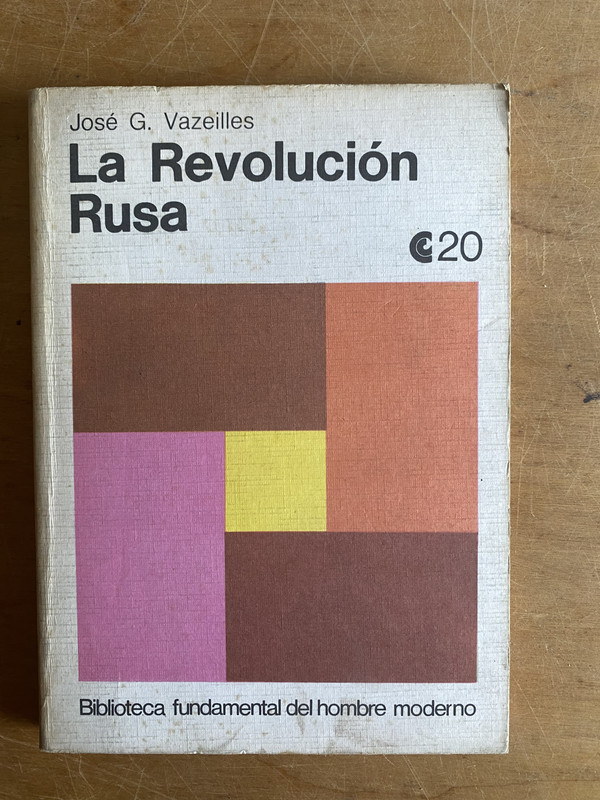 José G. Vazeilles
La Revolución
Rusa
20
Biblioteca fundamental del hombre moderno